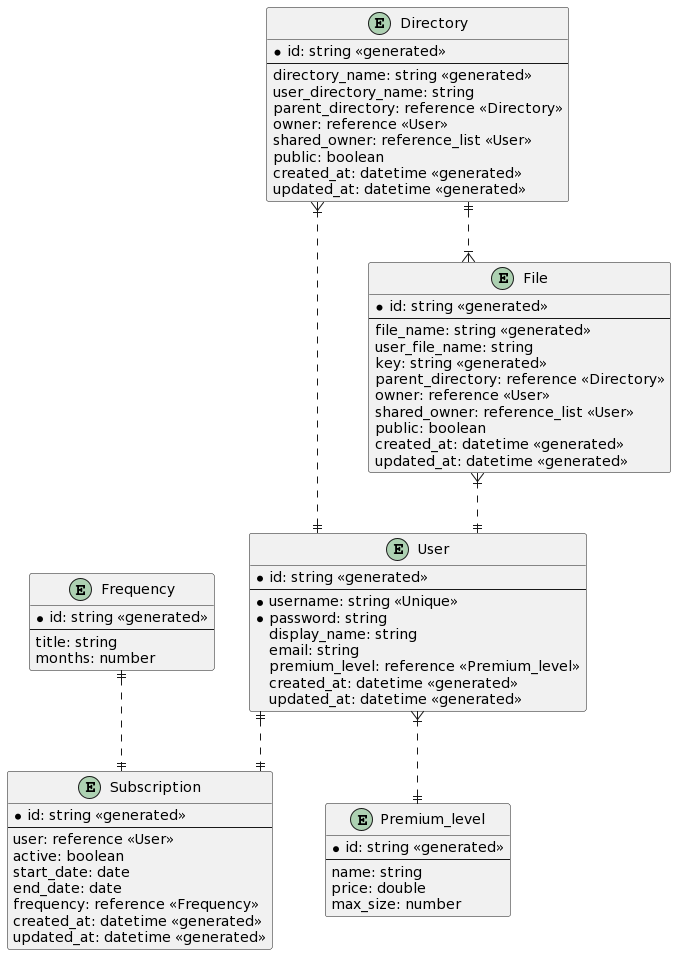 E Directory
* id: string «generated»
directory_name: string «generated»
user_directory_name: string
parent_directory: reference «Directory»
owner: reference «User»
shared_owner: reference_list «User»
public: boolean
created_at: datetime «generated»
updated_at: datetime «generated»
E File
* id: string «generated»
file_name: string «generated»
user_file_name: string
key: string «generated»
parent_directory: reference «Directory»
owner: reference «User»
shared_owner: reference_list «User»
public: boolean
created_at: datetime «generated»
updated_at: datetime «generated»
E User
* id: string «generated»
* username: string «Unique»
* password: string
display_name: string
email: string
premium_level: reference «Premium_level»
created_at: datetime «generated»
updated_at: datetime «generated»
E Frequency
* id: string «generated»
title: string
months: number
E Subscription
* id: string «generated»
user: reference «User»
active: boolean
start_date: date
end_date: date
frequency: reference «Frequency»
created_at: datetime «generated»
updated_at: datetime «generated»
E Premium_level
* id: string «generated»
name: string
price: double
max_size: number